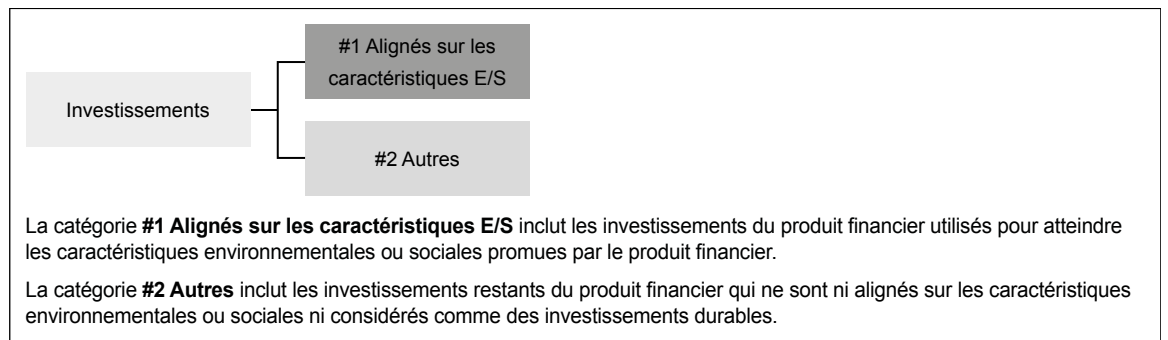 #1 Alignés sur les
caractéristiques E/S
Investissements
#2 Autres
La catégorie #1 Alignés sur les caractéristiques E/S inclut les investissements du produit financier utilisés pour atteindre
les caractéristiques environnementales ou sociales promues par le produit financier.
La catégorie #2 Autres inclut les investissements restants du produit financier qui ne sont ni alignés sur les caractéristiques
environnementales ou sociales ni considérés comme des investissements durables.